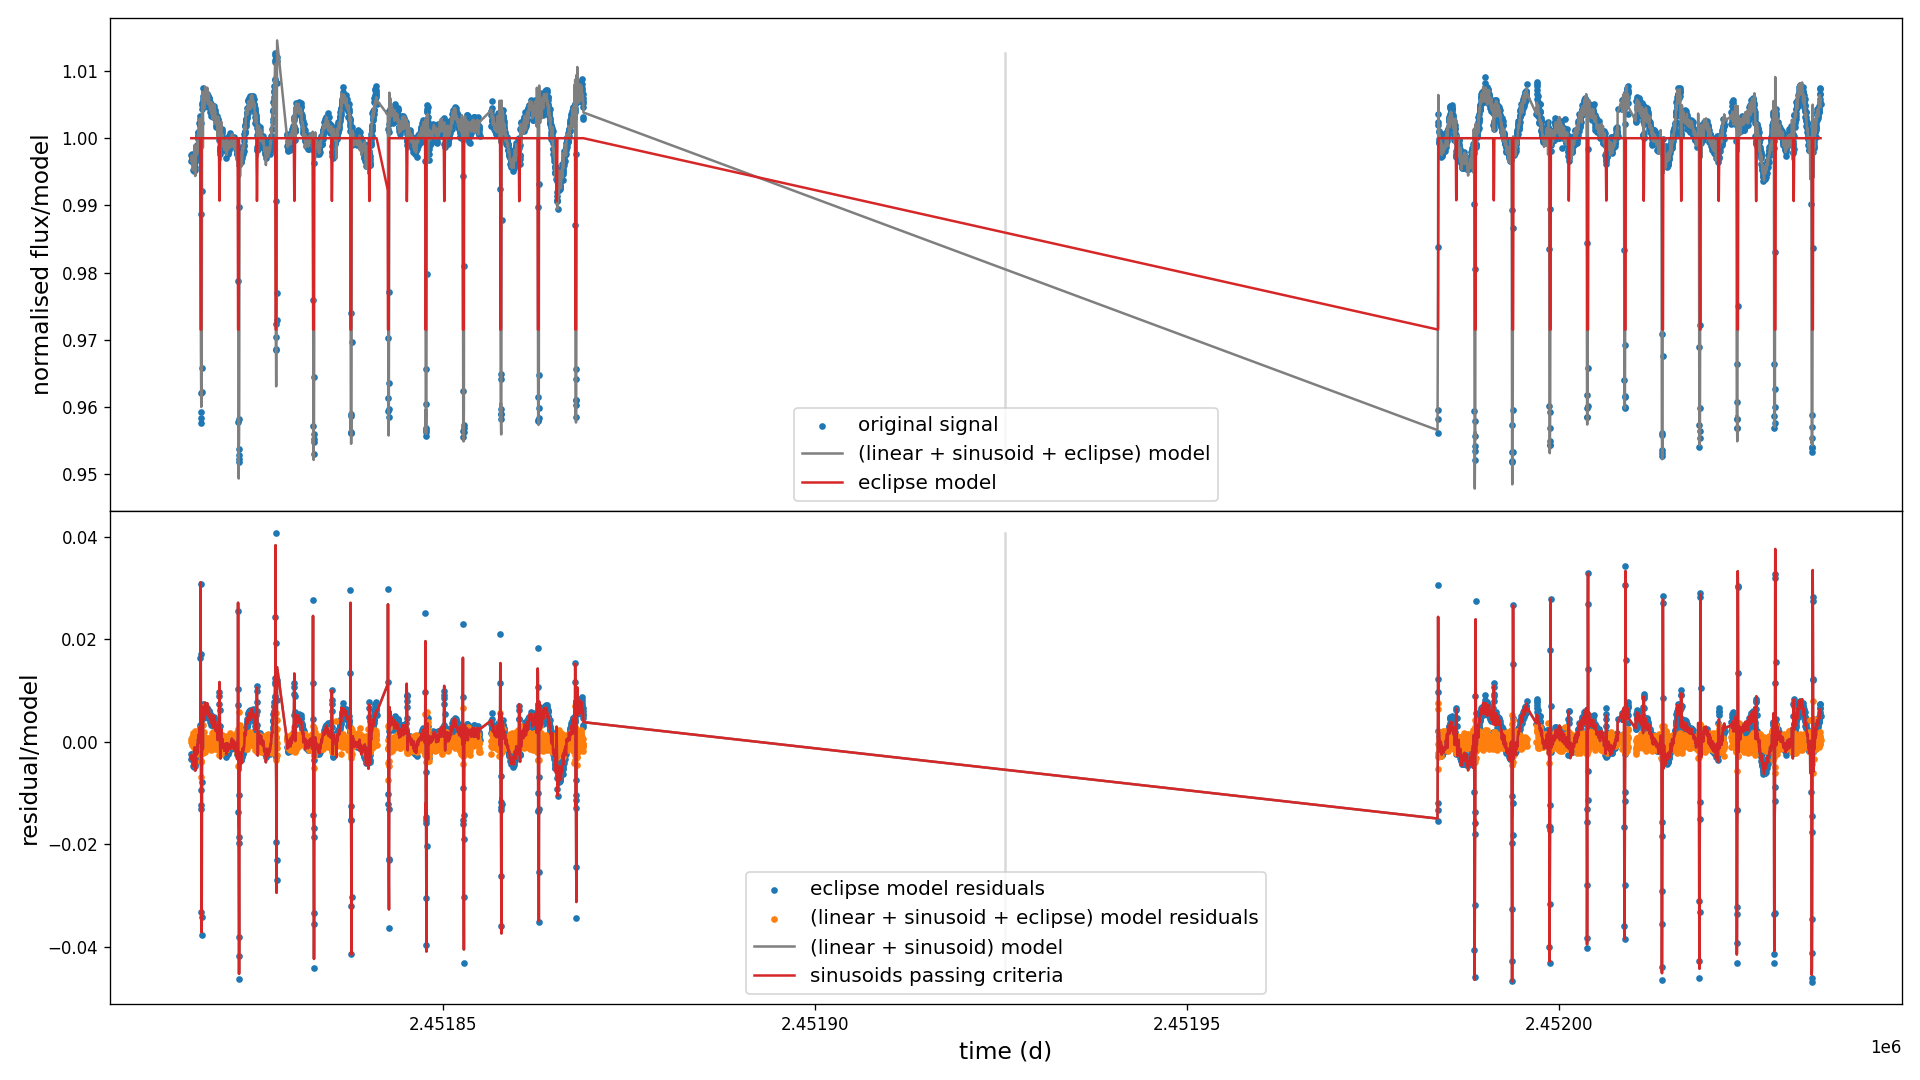 normalised flux/model
1.01
1.00
0.99
0.98
0.97
0.96
0.95
original signal
(linear + sinusoid + eclipse) model
eclipse model
residual/model
0.04
0.02
0.00
−0.02
−0.04
eclipse model residuals
(linear + sinusoid + eclipse) model residuals
(linear + sinusoid) model
sinusoids passing criteria
2.45185 2.45190 2.45195 2.45200
1e6
time (d)